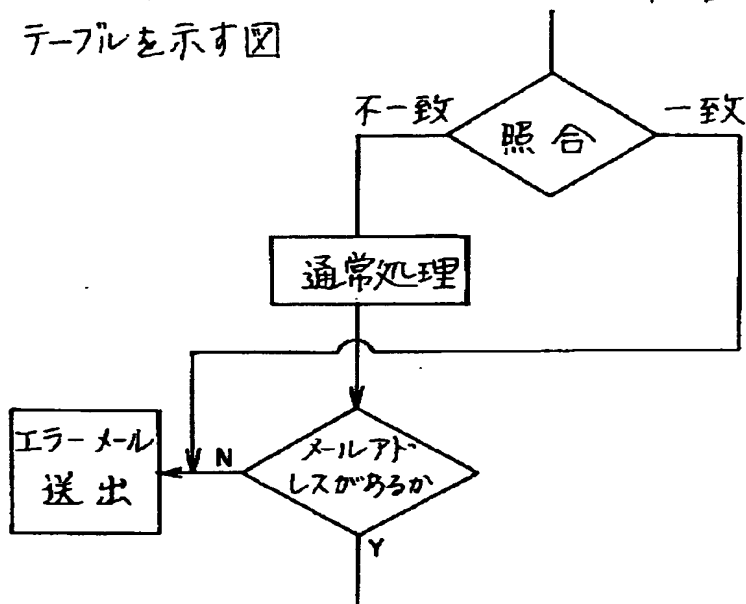 テーブルを示す図
不一致
照合
一致
通常処理
エラーメール
送出
N
メールアド
レスがあるか
Y